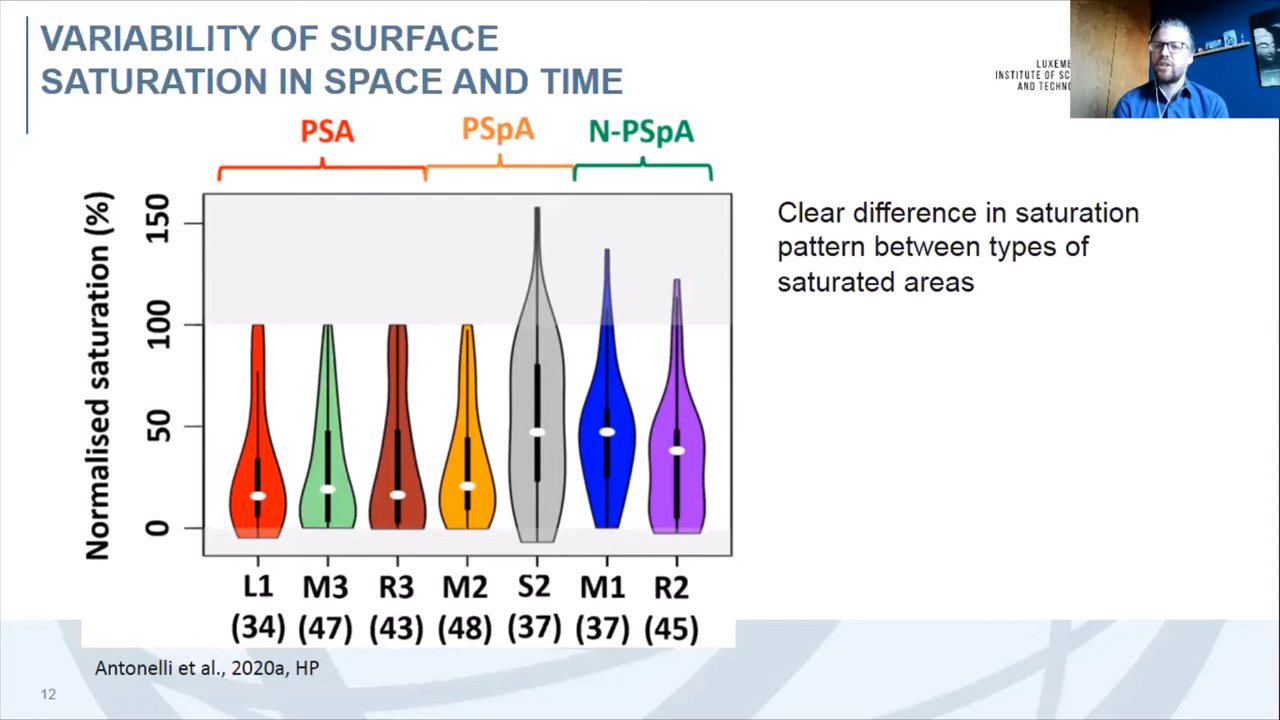 VARIABILITY OF SURFACE
SATURATION IN SPACE AND TIME
LUXEM
INSTITUTE OF SC
AND TECHNO
PSA PSpA N-PSpA
Normalised saturation (%)
150
100
50
0
L1 M3 R3 M2 S2 M1 R2
(34) (47) (43) (48) (37) (37) (45)
Clear difference in saturation
pattern between types of
saturated areas
Antonelli et al., 2020a, HP
12